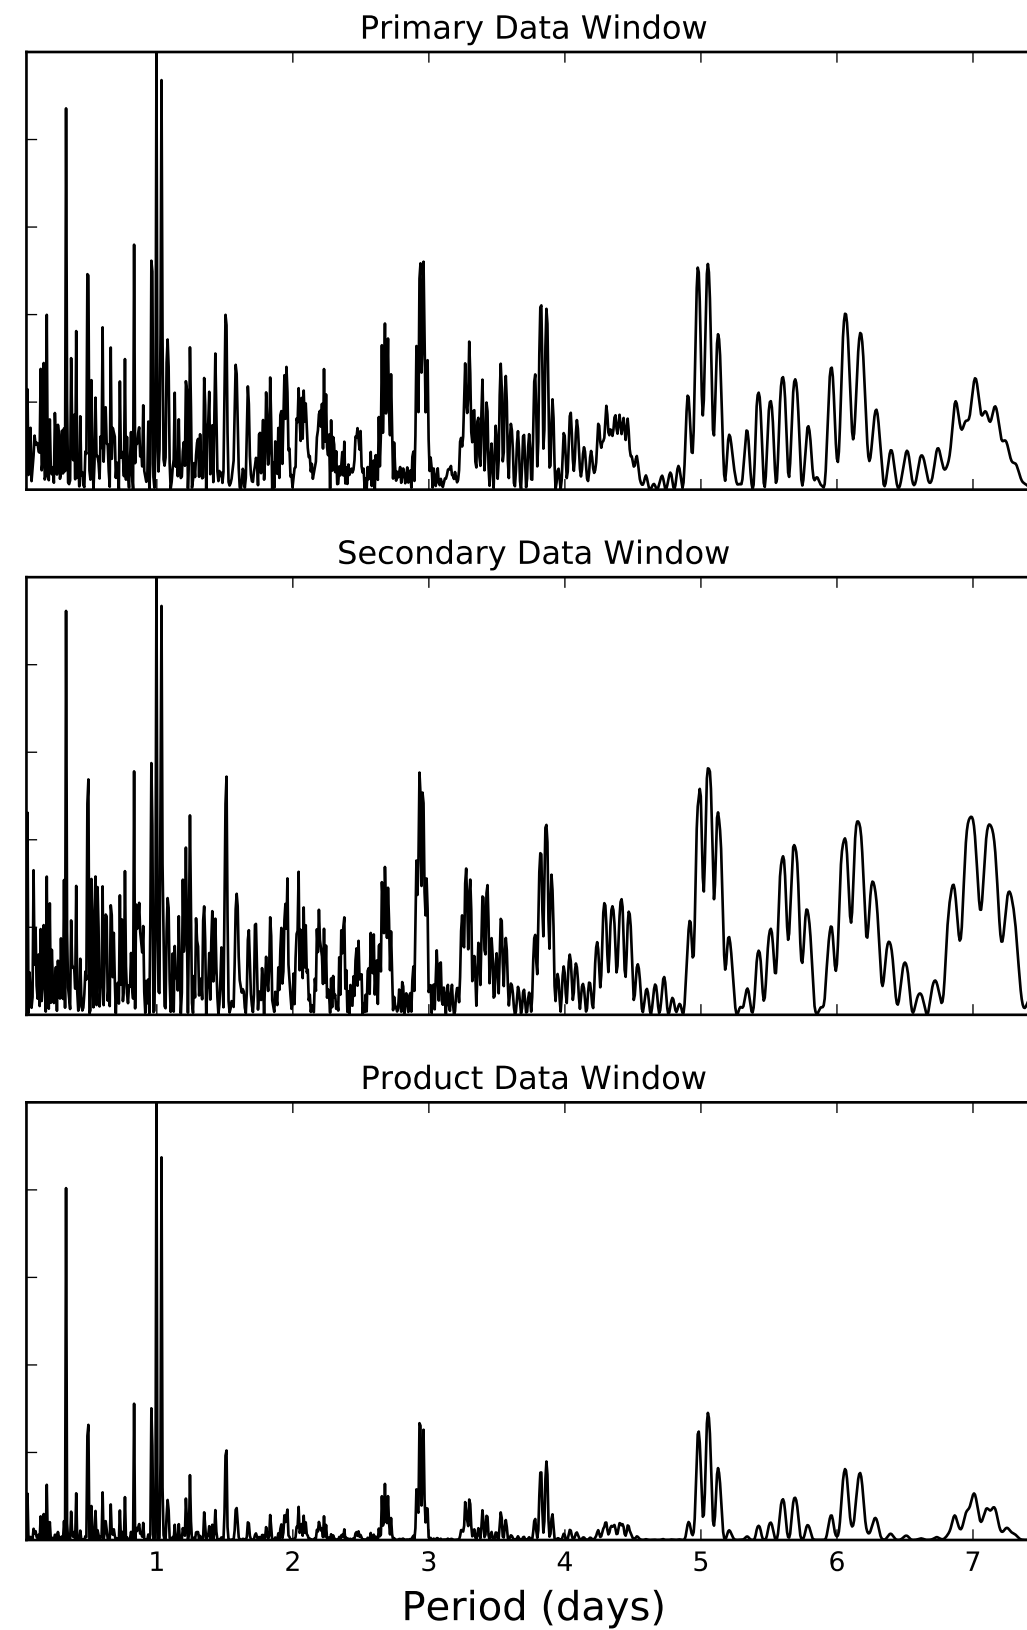 Primary Data Window
Secondary Data Window
Product Data Window
1 2 3 4 5 6 7
Period (days)